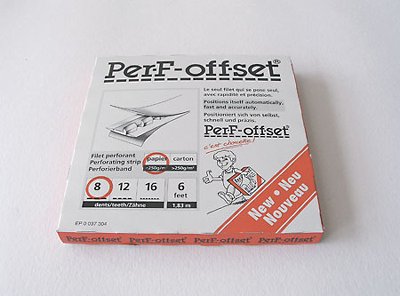 PerF-offset®
Le seul filet qui se pose seul,
avec rapidité et précision.
Positions itself automatically,
fast and accurately.
Positioniert sich von selbst,
schnell und präzis.
PerF-offset®
c'est chouette!
Filet perforant
Perforating strip
Perforierband
papier
<250g/m²
carton
>250g/m²
8 12 16
dents/teeth/Zähne
6
feet
1,83 m
New • Neu
Nouveau
EP 0 037 304
PerF-offset PerF-offset PerF-offset PerF-offset